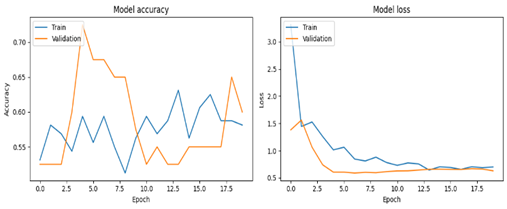 Model accuracy
Train
Validation
0.70
0.65
0.60
0.55
Accuracy
0.0 2.5 5.0 7.5 10.0 12.5 15.0 17.5
Epoch
Model loss
Train
Validation
3.0
2.5
2.0
1.5
1.0
0.5
Loss
0.0 2.5 5.0 7.5 10.0 12.5 15.0 17.5
Epoch